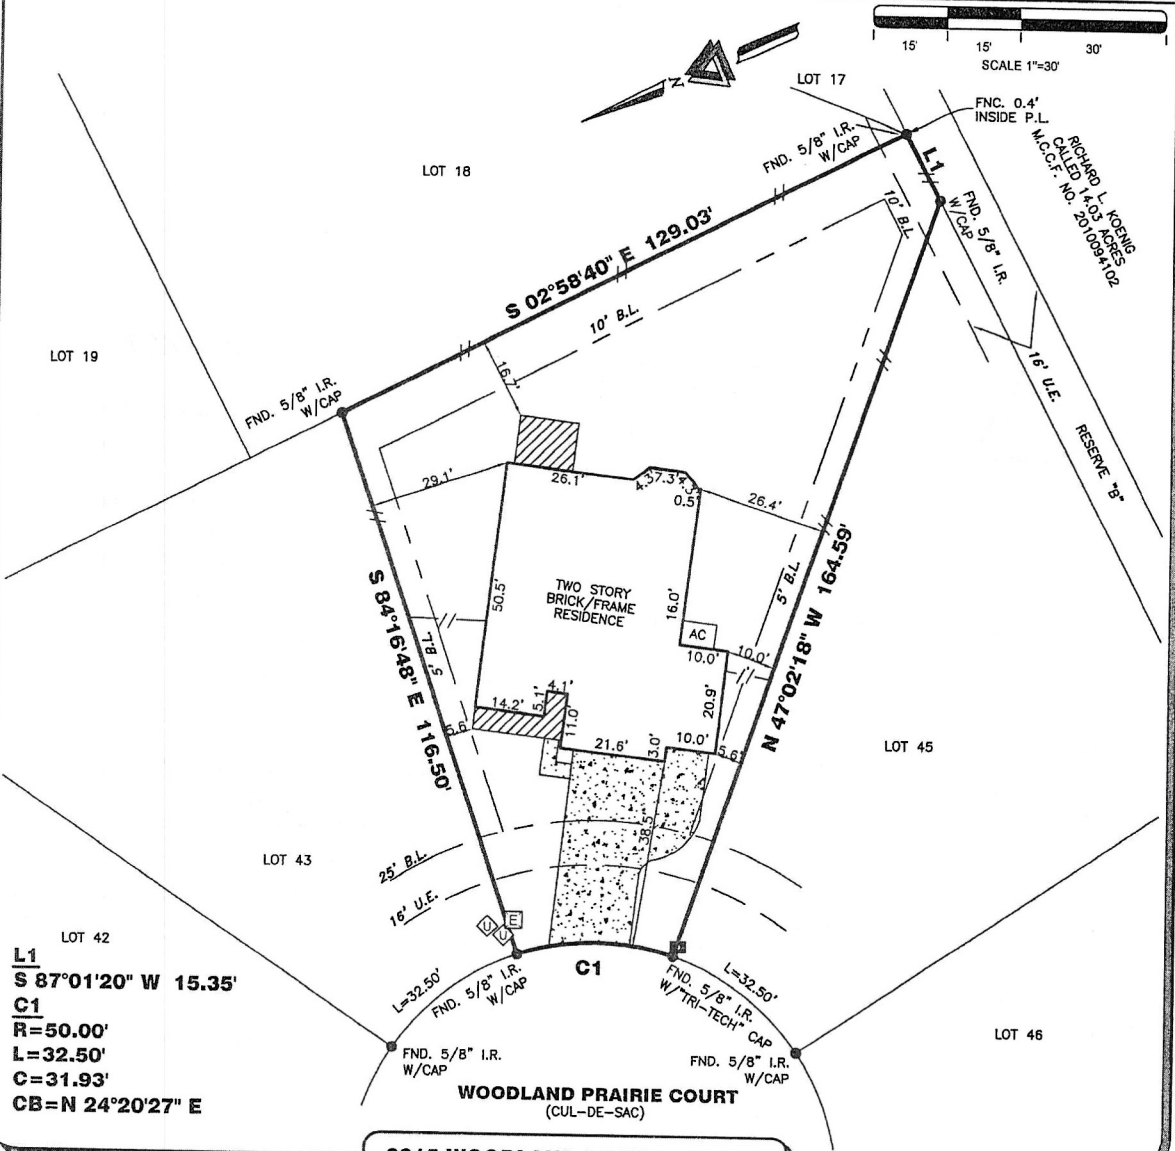 15'
15'
30'
SCALE 1"=30'
N
LOT 17
FNC. 0.4'
INSIDE P.L.
FND. 5/8" I.R.
W/CAP
L1
RICHARD L. KOENIG
CALLED 14.03 ACRES
M.C.C.F. NO. 2010094102
LOT 18
FND. 5/8" I.R.
W/CAP
10' B.L.
S 02°58'40" E 129.03'
10' B.L.
LOT 19
16' U.E.
RESERVE "B"
FND. 5/8" I.R.
W/CAP
16.7'
29.1'
26.1'
7.3'
0.5'
26.4'
50.5'
TWO STORY
BRICK/FRAME
RESIDENCE
16.0'
AC
5' B.L.
N 47°02'18" W 164.59'
S 84°16'48" E 116.50'
5' B.L.
10.0'
10.0'
4.1'
14.2'
5.1'
11.0'
20.9'
5.6'
21.6'
3.0'
10.0'
5.6'
LOT 45
38.5'
LOT 43
25' B.L.
16' U.E.
U
U
E
LOT 42
L1
S 87°01'20" W 15.35'
C1
R=50.00'
L=32.50'
C=31.93'
CB=N 24°20'27" E
C1
L=32.50'
FND. 5/8" I.R.
W/CAP
FND. 5/8" I.R.
W/"TRI-TECH" CAP
L=32.50'
LOT 46
FND. 5/8" I.R.
W/CAP
FND. 5/8" I.R.
W/CAP
WOODLAND PRAIRIE COURT
(CUL-DE-SAC)